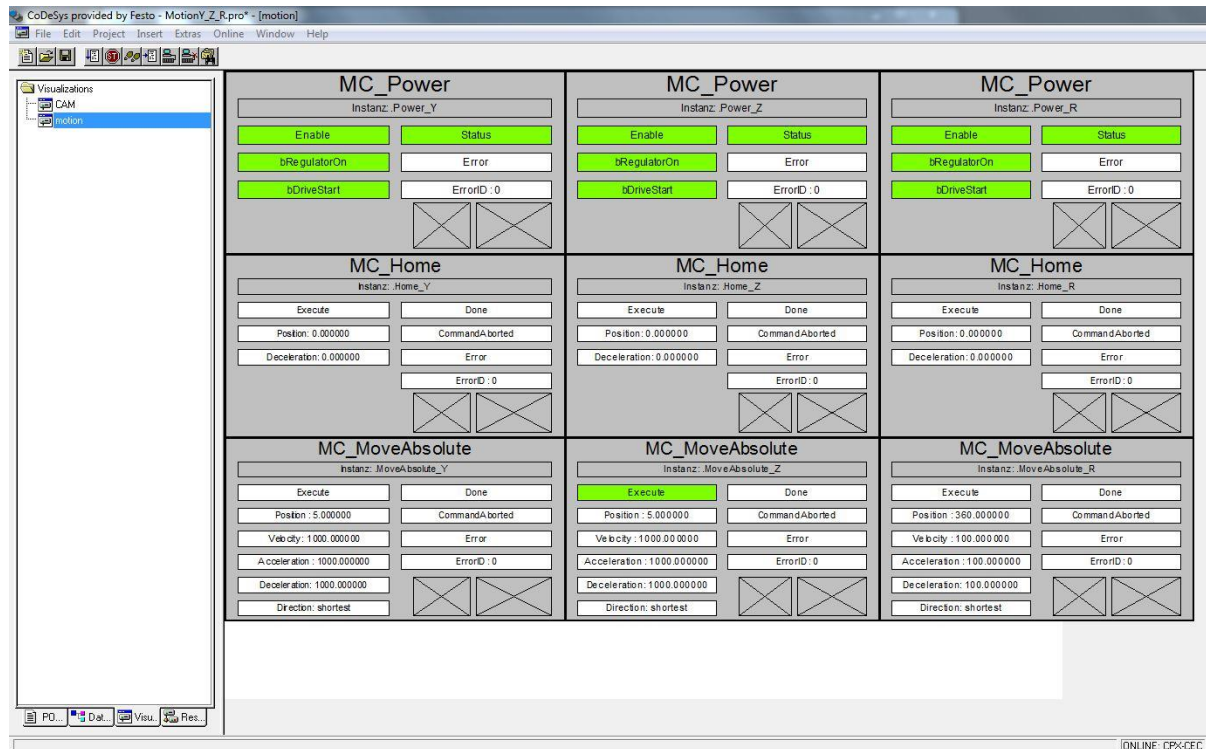 CoDeSys provided by Festo - MotionY_Z_R.pro* - [motion]
File Edit Project Insert Extras Online Window Help
Visualizations
CAM
motion
MC_Power
Instanz: .Power_Y
Enable Status
bRegulatorOn Error
bDriveStart ErrorID : 0
MC_Power
Instanz: .Power_Z
Enable Status
bRegulatorOn Error
bDriveStart ErrorID : 0
MC_Power
Instanz: .Power_R
Enable Status
bRegulatorOn Error
bDriveStart ErrorID : 0
MC_Home
Instanz: .Home_Y
Execute Done
Position: 0.000000 CommandAborted
Deceleration: 0.000000 Error
ErrorID : 0
MC_Home
Instanz: .Home_Z
Execute Done
Position: 0.000000 CommandAborted
Deceleration: 0.000000 Error
ErrorID : 0
MC_Home
Instanz: .Home_R
Execute Done
Position: 0.000000 CommandAborted
Deceleration: 0.000000 Error
ErrorID : 0
MC_MoveAbsolute
Instanz: .MoveAbsolute_Y
Execute Done
Position : 5.000000 CommandAborted
Velocity : 1000.000000 Error
Acceleration : 1000.000000 ErrorID : 0
Deceleration: 1000.000000
Direction: shortest
MC_MoveAbsolute
Instanz: .MoveAbsolute_Z
Execute Done
Position : 5.000000 CommandAborted
Velocity : 1000.000000 Error
Acceleration : 1000.000000 ErrorID : 0
Deceleration: 1000.000000
Direction: shortest
MC_MoveAbsolute
Instanz: .MoveAbsolute_R
Execute Done
Position : 360.000000 CommandAborted
Velocity : 100.000000 Error
Acceleration : 100.000000 ErrorID : 0
Deceleration: 100.000000
Direction: shortest
PO... Dat... Visu.. Res..
ONLINE: CPX-CEC